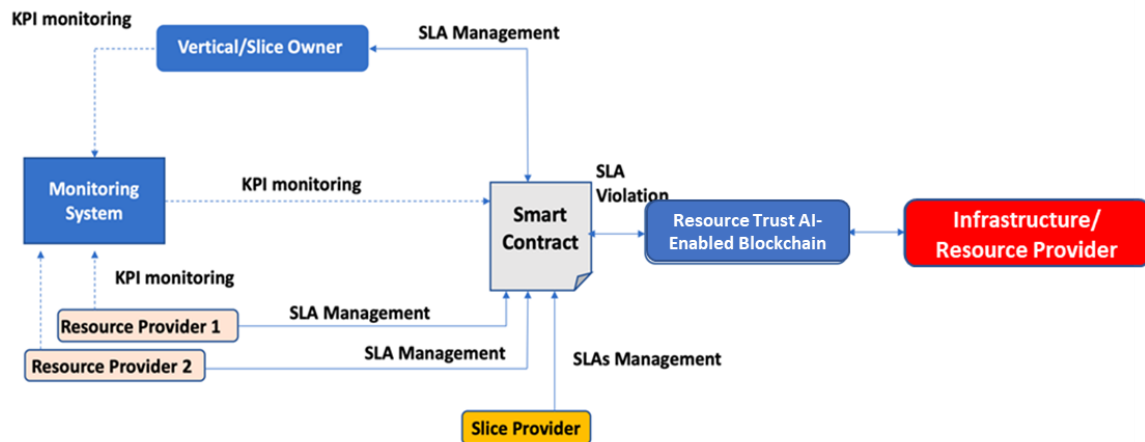 KPI monitoring
Vertical/Slice Owner
SLA Management
Monitoring
System
KPI monitoring
SLA
Violation
Smart
Contract
Resource Trust AI-
Enabled Blockchain
Infrastructure/
Resource Provider
KPI monitoring
Resource Provider 1
SLA Management
Resource Provider 2
SLA Management
SLAs Management
Slice Provider